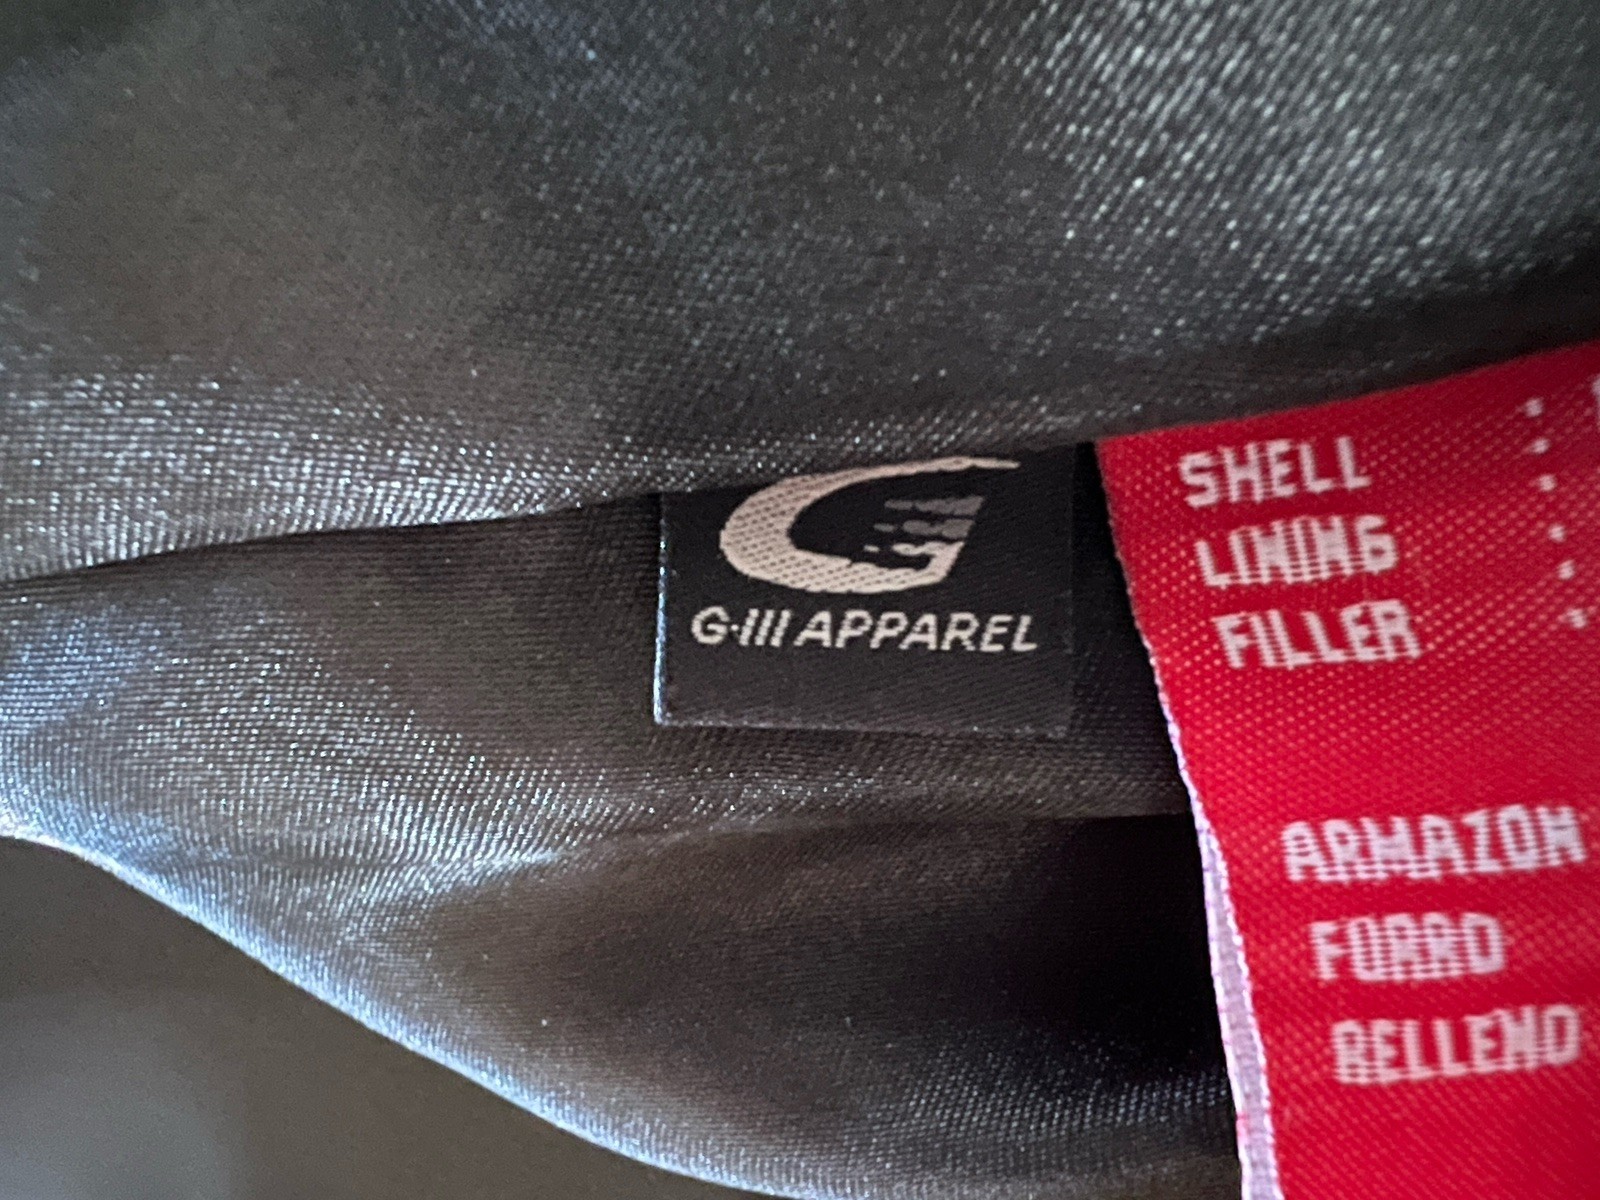 G-III APPAREL
SHELL :
LINING :
FILLER :
ARMAZON
FORRO
RELLENO